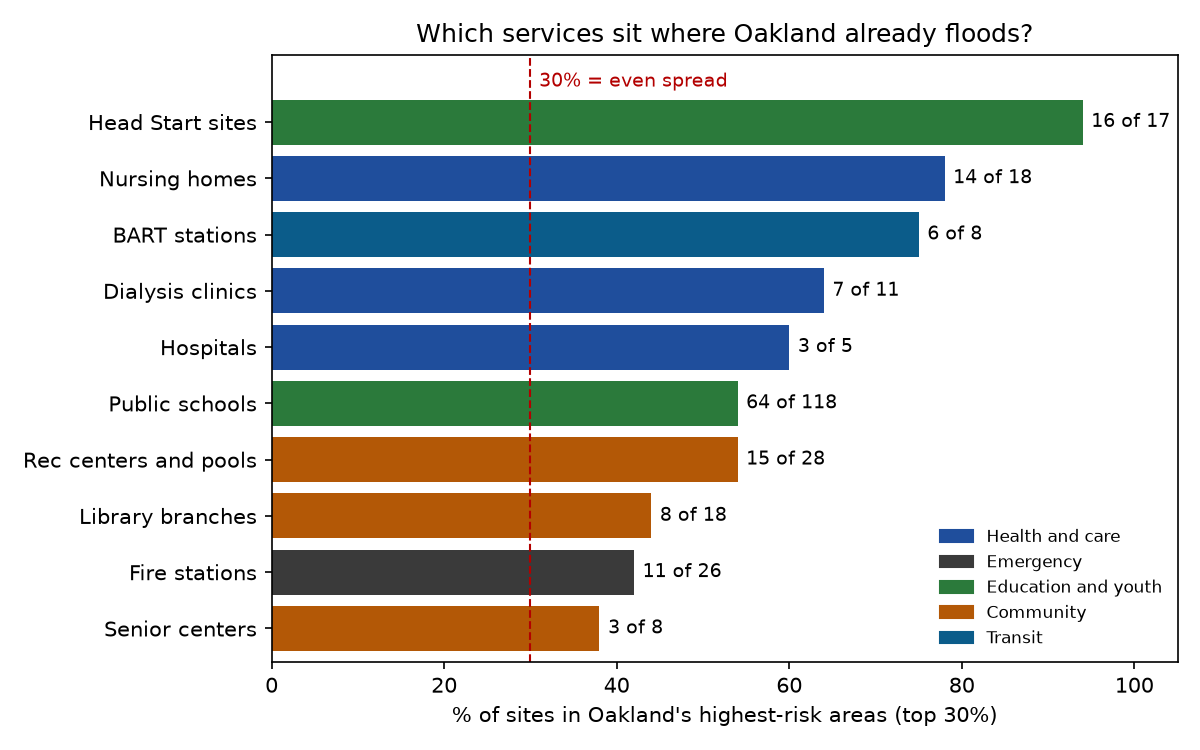 Which services sit where Oakland already floods?
30% = even spread
Head Start sites
16 of 17
Nursing homes
14 of 18
BART stations
6 of 8
Dialysis clinics
7 of 11
Hospitals
3 of 5
Public schools
64 of 118
Rec centers and pools
15 of 28
Library branches
8 of 18
Fire stations
11 of 26
Senior centers
3 of 8
Health and care
Emergency
Education and youth
Community
Transit
0 20 40 60 80 100
% of sites in Oakland's highest-risk areas (top 30%)